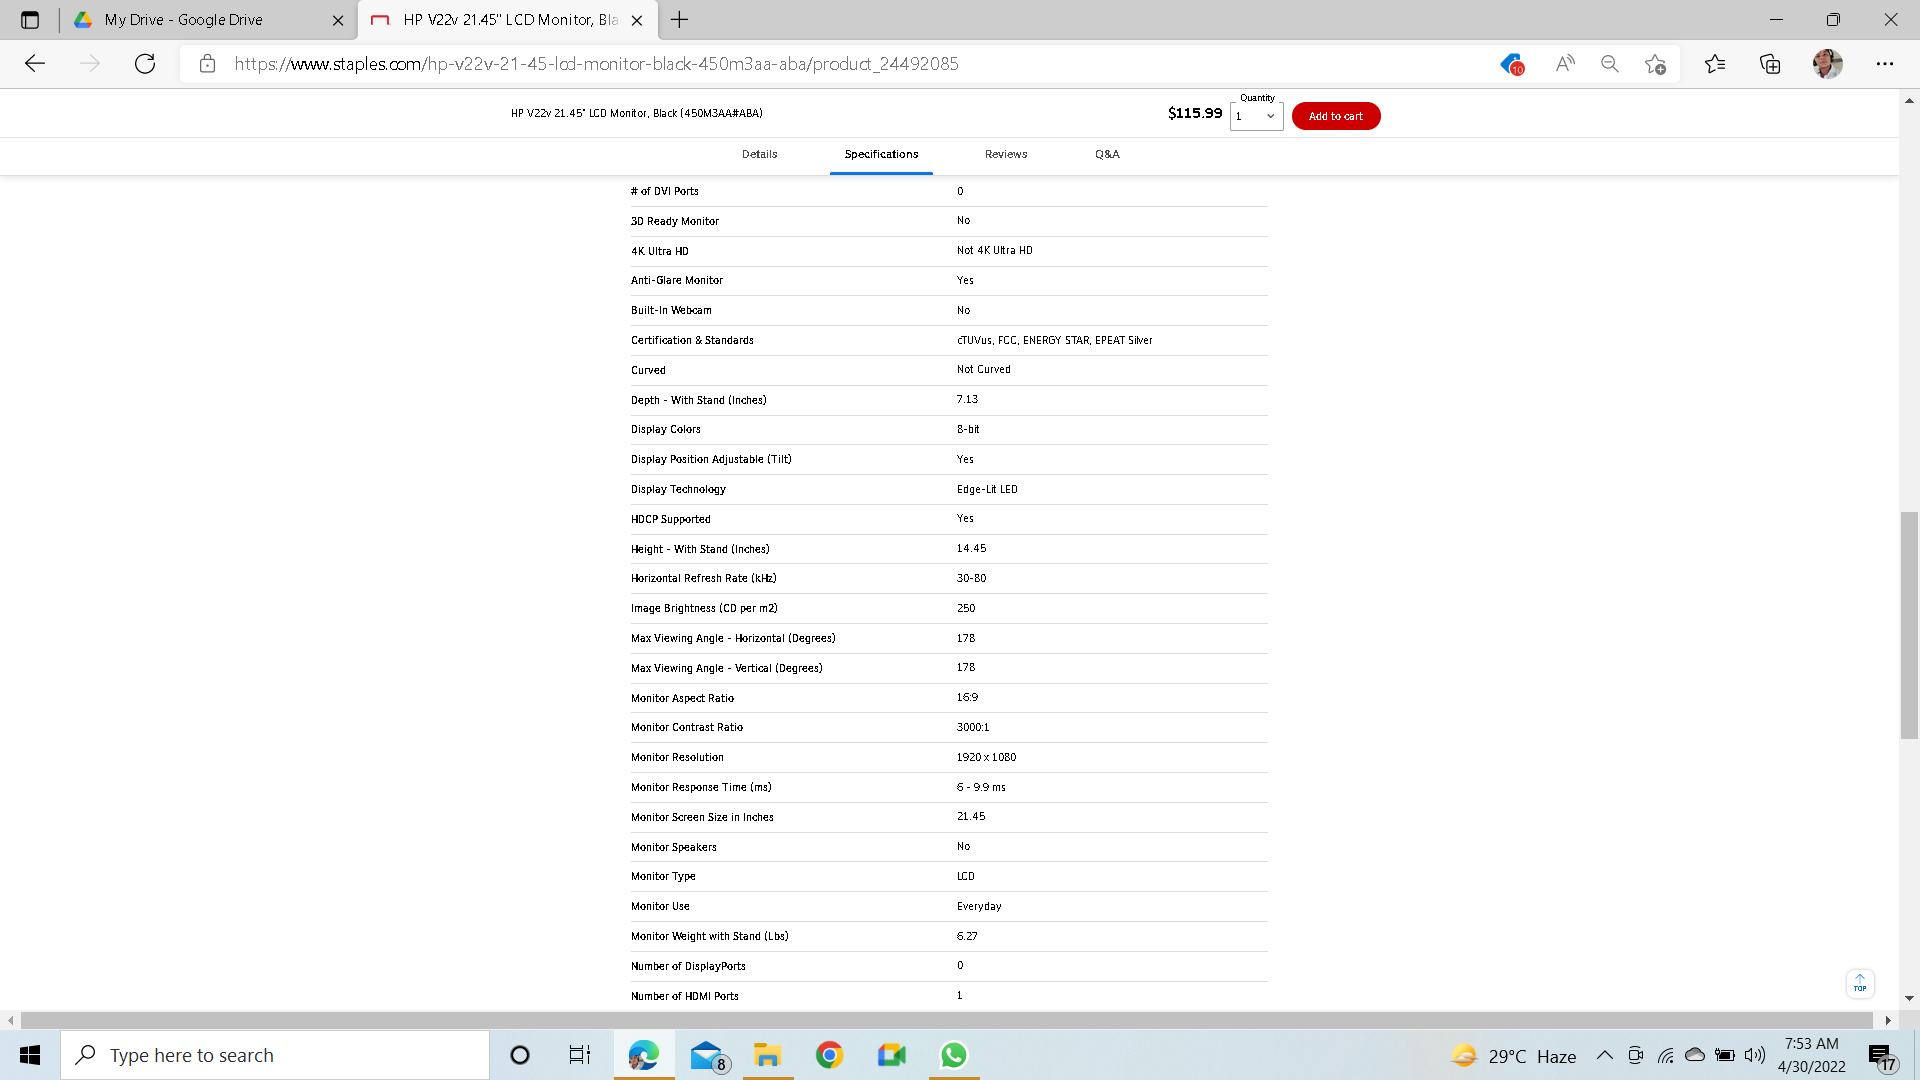 My Drive - Google Drive
HP V22v 21.45" LCD Monitor, Bla
https://www.staples.com/hp-v22v-21-45-lcd-monitor-black-450m3aa-aba/product_24492085
10
HP V22v 21.45" LCD Monitor, Black (450M3AA#ABA)
$115.99
Quantity
1
Add to cart
Details
Specifications
Reviews
Q&A
# of DVI Ports 0
3D Ready Monitor No
4K Ultra HD Not 4K Ultra HD
Anti-Glare Monitor Yes
Built-In Webcam No
Certification & Standards cTUVus, FCC, ENERGY STAR, EPEAT Silver
Curved Not Curved
Depth - With Stand (Inches) 7.13
Display Colors 8-bit
Display Position Adjustable (Tilt) Yes
Display Technology Edge-Lit LED
HDCP Supported Yes
Height - With Stand (Inches) 14.45
Horizontal Refresh Rate (kHz) 30-80
Image Brightness (CD per m2) 250
Max Viewing Angle - Horizontal (Degrees) 178
Max Viewing Angle - Vertical (Degrees) 178
Monitor Aspect Ratio 16:9
Monitor Contrast Ratio 3000:1
Monitor Resolution 1920 x 1080
Monitor Response Time (ms) 6 - 9.9 ms
Monitor Screen Size in Inches 21.45
Monitor Speakers No
Monitor Type LCD
Monitor Use Everyday
Monitor Weight with Stand (Lbs) 6.27
Number of DisplayPorts 0
Number of HDMI Ports 1
TOP
Type here to search
8
29°C Haze
7:53 AM
4/30/2022
17